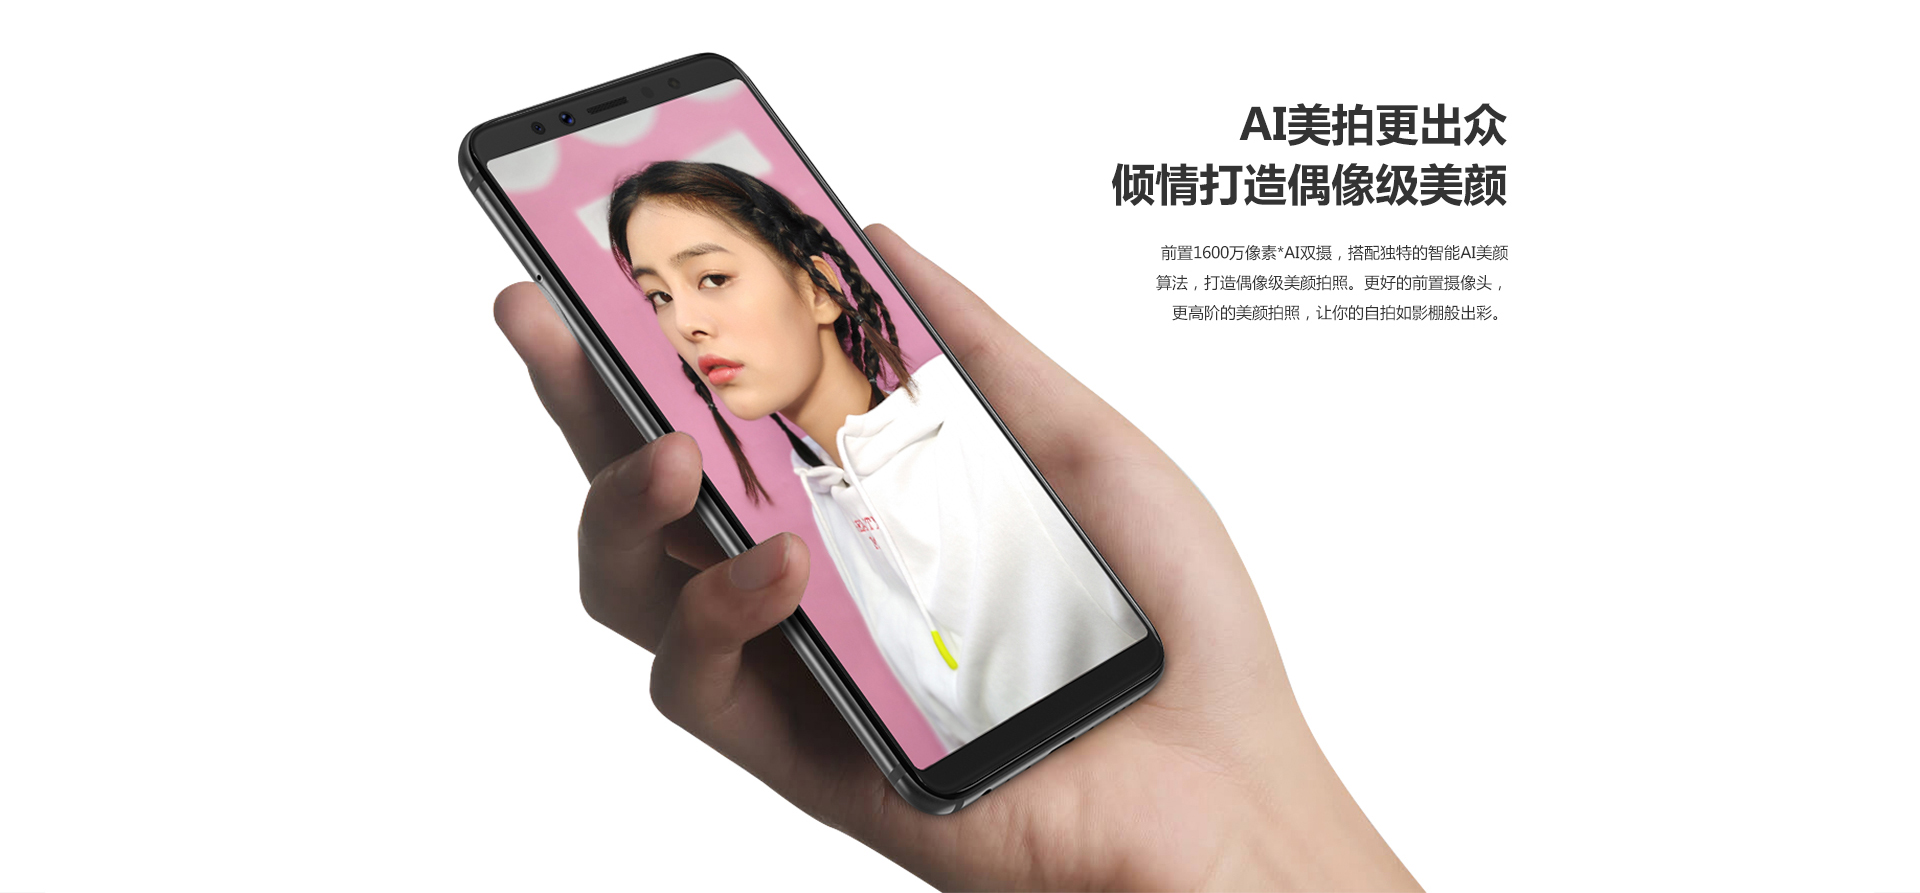 AI美拍更出众
倾情打造偶像级美颜
前置1600万像素*AI双摄，搭配独特的智能AI美颜
算法，打造偶像级美颜拍照。更好的前置摄像头，
更高阶的美颜拍照，让你的自拍如影棚般出彩。